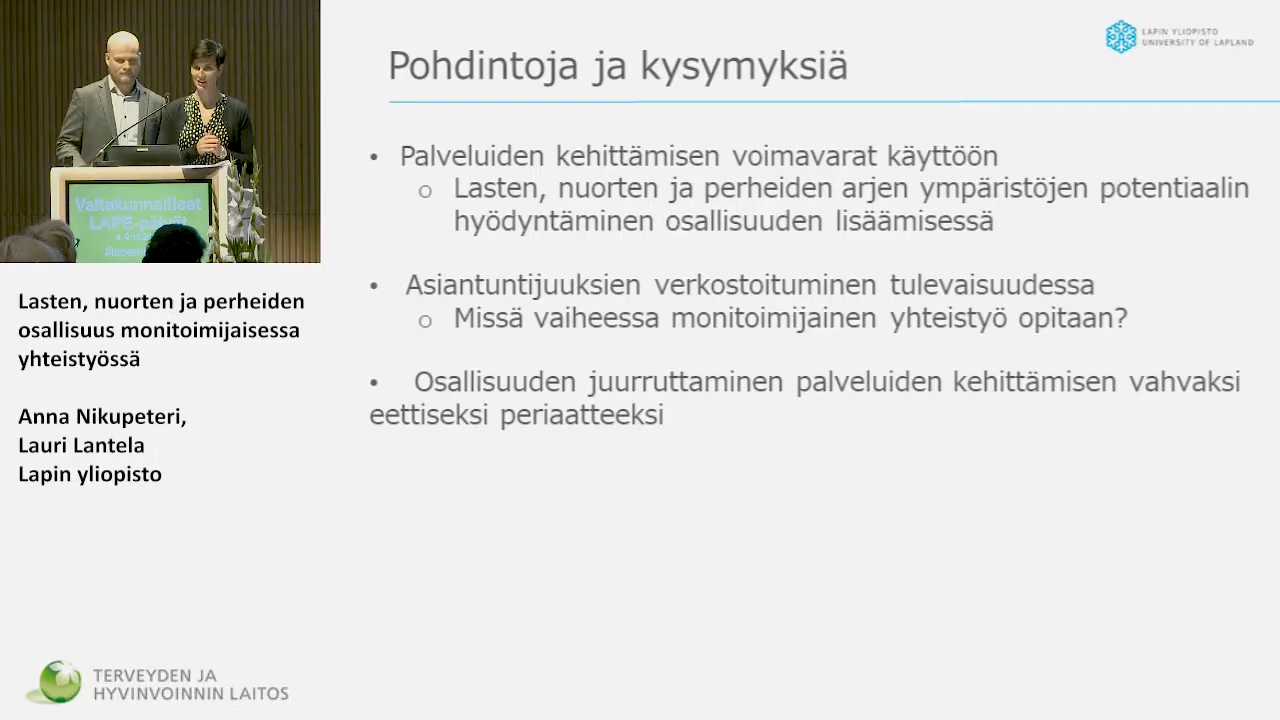 Valtakunnalliset
LAPE-päivät
Lasten, nuorten ja perheiden
osallisuus monitoimijaisessa
yhteistyössä
Anna Nikupeteri,
Lauri Lantela
Lapin yliopisto
TERVEYDEN JA
HYVINVOINNIN LAITOS
LAPIN YLIOPISTO
UNIVERSITY OF LAPLAND
Pohdintoja ja kysymyksiä
• Palveluiden kehittämisen voimavarat käyttöön
o Lasten, nuorten ja perheiden arjen ympäristöjen potentiaalin
hyödyntäminen osallisuuden lisäämisessä
• Asiantuntijuuksien verkostoituminen tulevaisuudessa
o Missä vaiheessa monitoimijainen yhteistyö opitaan?
• Osallisuuden juurruttaminen palveluiden kehittämisen vahvaksi
eettiseksi periaatteeksi